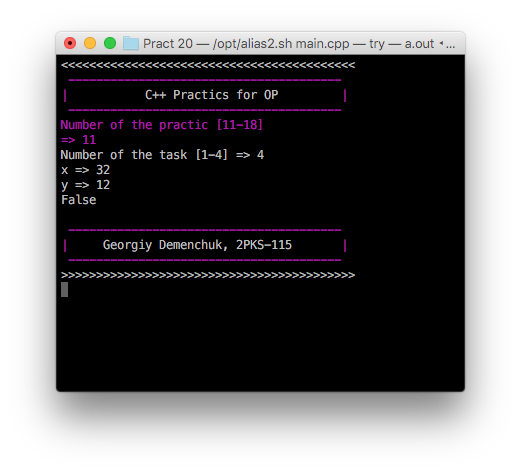 Pract 20 — /opt/alias2.sh main.cpp — try — a.out ◂...
<<<<<<<<<<<<<<<<<<<<<<<<<<<<<<<<<<<<<<<<<<
---------------------------------------
| C++ Practics for OP |
---------------------------------------
Number of the practic [11-18]
=> 11
Number of the task [1-4] => 4
x => 32
y => 12
False
---------------------------------------
| Georgiy Demenchuk, 2PKS-115 |
---------------------------------------
>>>>>>>>>>>>>>>>>>>>>>>>>>>>>>>>>>>>>>>>>>